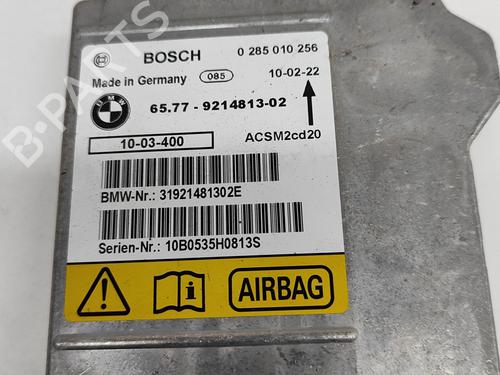 BOSCH 0 285 010 256
Made in Germany 085 10-02-22
BMW 65.77 - 9214813-02
10-03-400 ACSM2cd20
BMW-Nr.: 31921481302E
Serien-Nr.: 10B0535H0813S
AIRBAG
B-PARTS